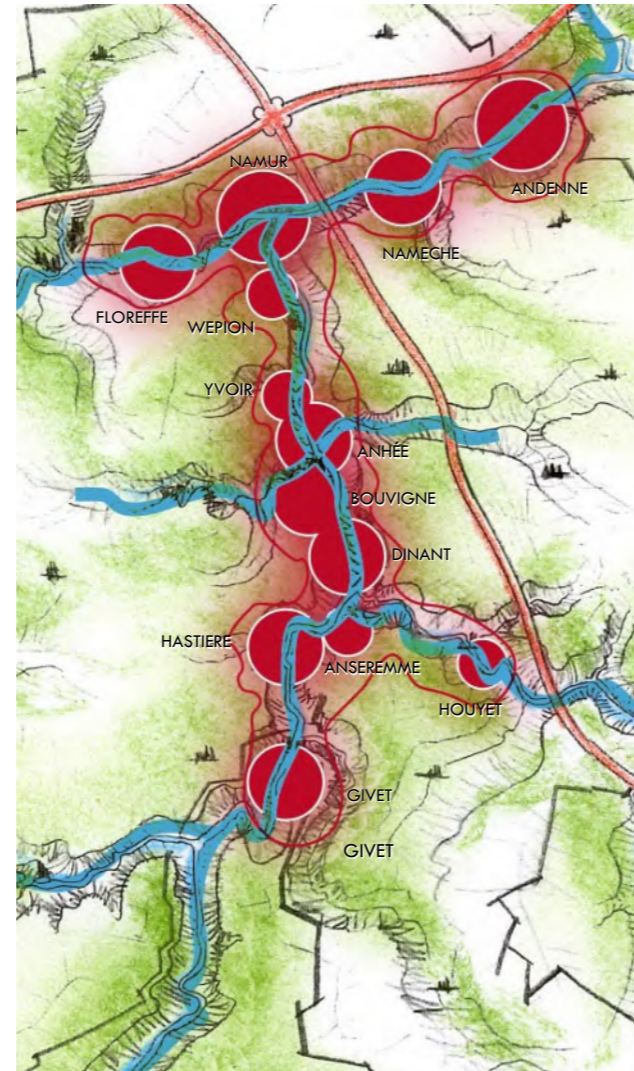 NAMUR
ANDENNE
NAMECHE
FLOREFFE
WEPION
YVOIR
ANHÉE
BOUVIGNE
DINANT
HASTIERE
ANSEREMME
HOUYET
GIVET
GIVET